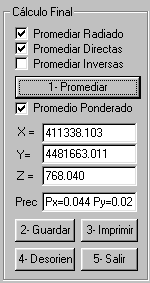 Cálculo Final
Promediar Radiado
Promediar Directas
Promediar Inversas
1- Promediar
Promedio Ponderado
X = 411338.103
Y= 4481663.011
Z = 768.040
Prec Px=0.044 Py=0.02
2- Guardar 3- Imprimir
4- Desorien 5- Salir